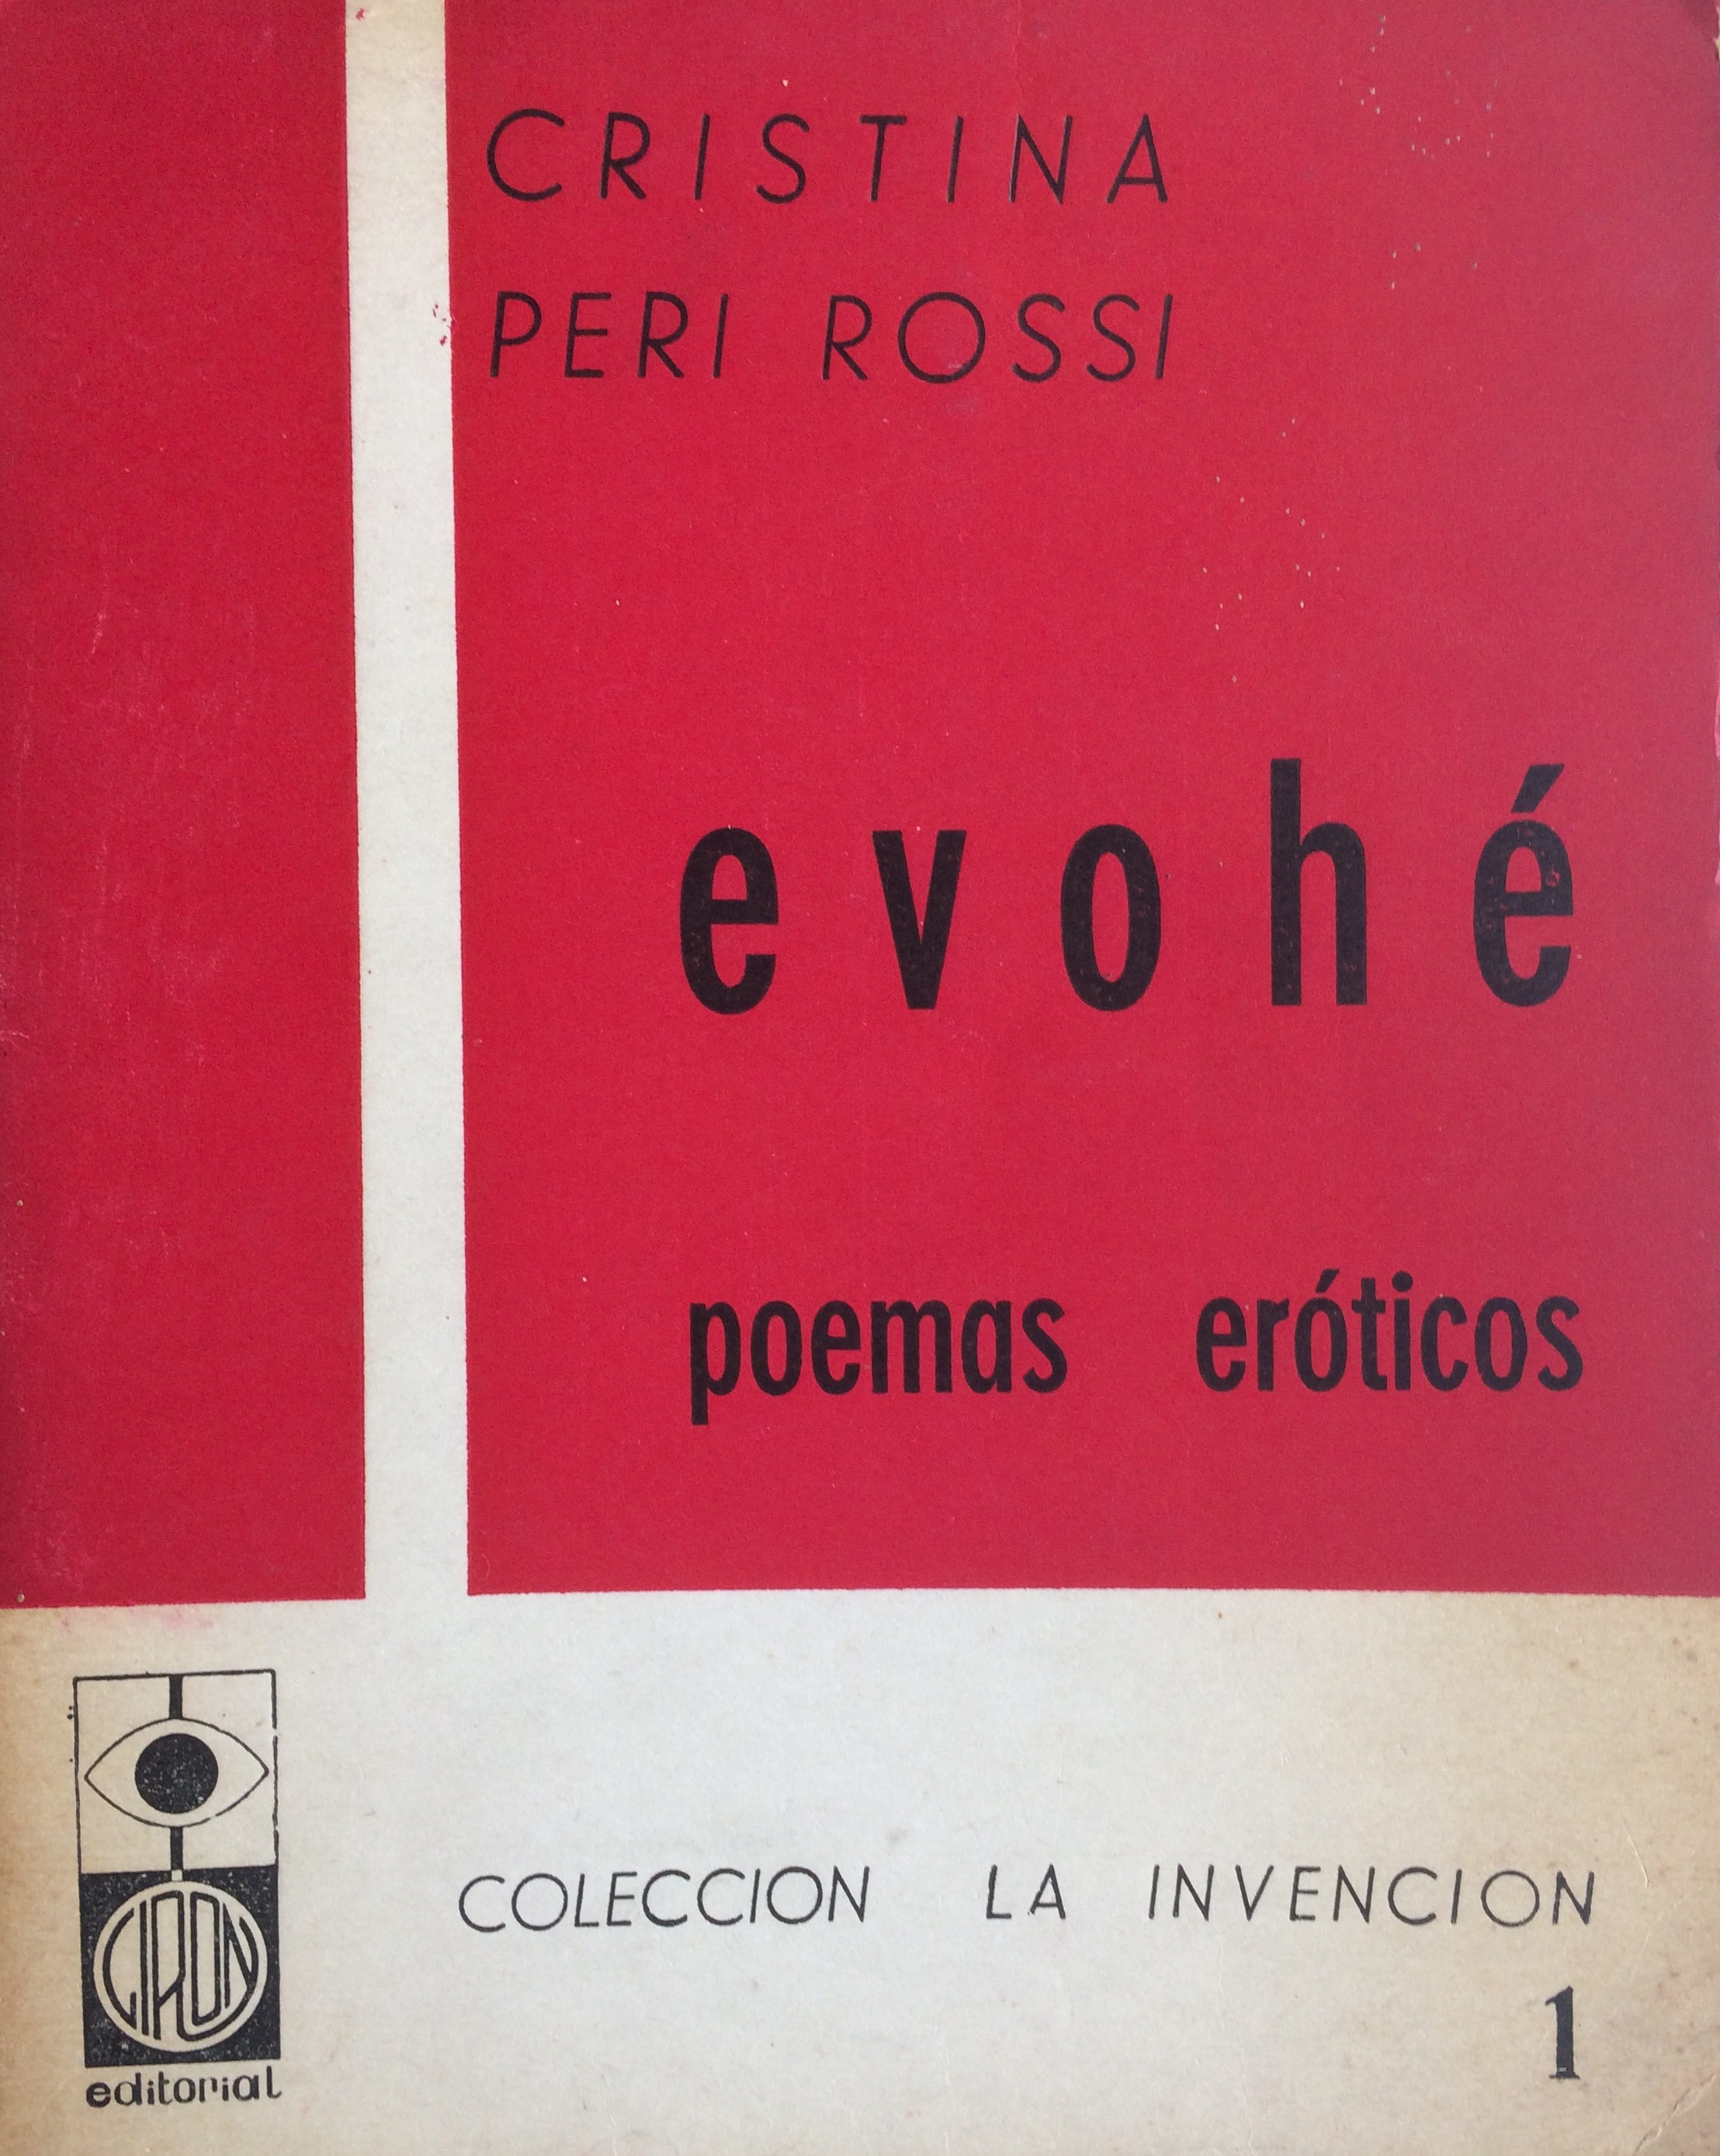 CRISTINA
PERI ROSSI
evohé
poemas eróticos
COLECCION LA INVENCION
1
GIRON
editorial